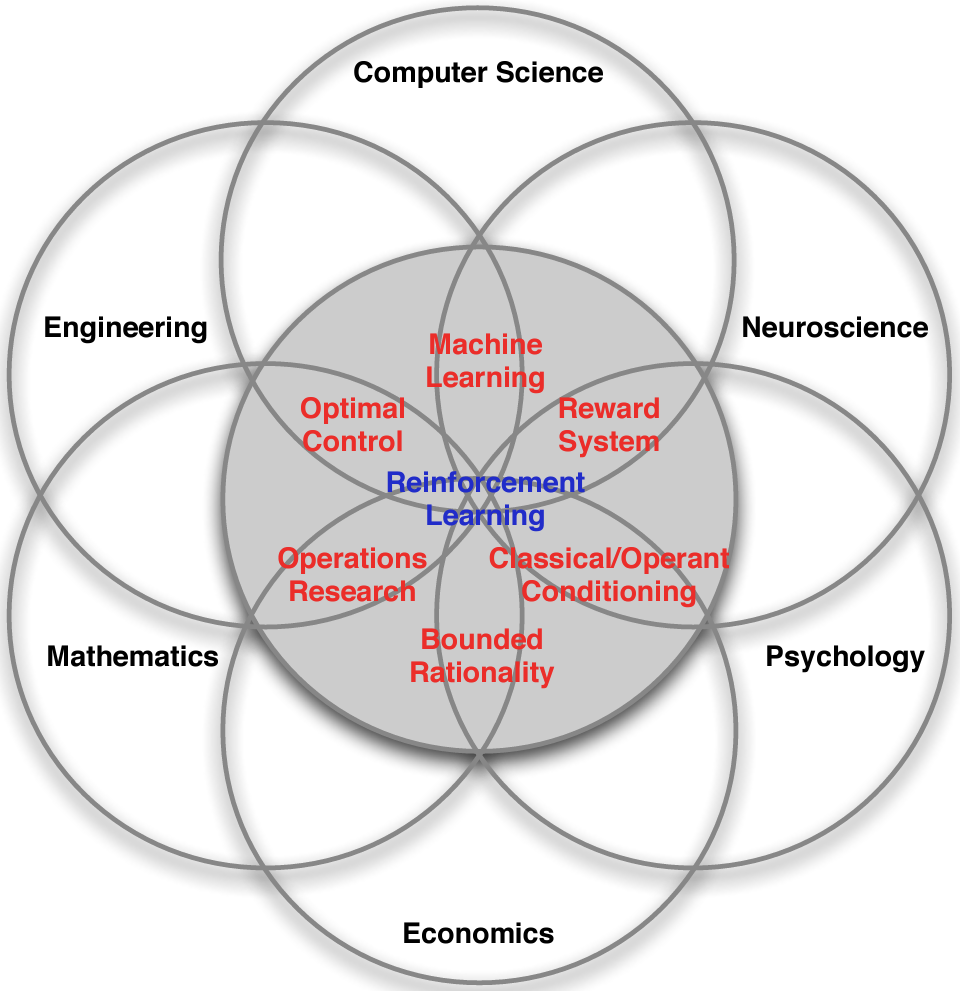 Computer Science
Engineering
Neuroscience
Machine
Learning
Optimal
Control
Reward
System
Reinforcement
Learning
Operations
Research
Classical/Operant
Conditioning
Bounded
Rationality
Mathematics
Psychology
Economics